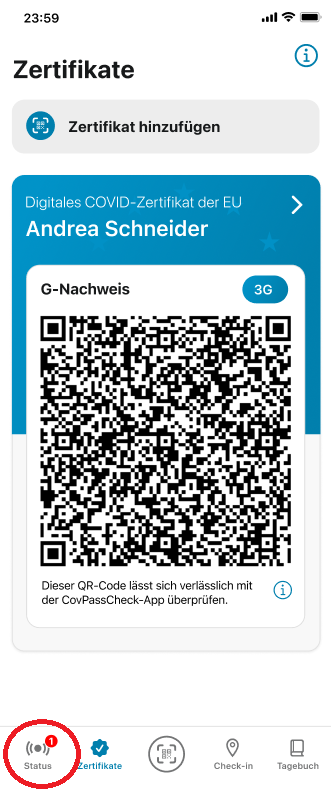 23:59
Zertifikate
Zertifikat hinzufügen
Digitales COVID-Zertifikat der EU
Andrea Schneider
G-Nachweis
3G
Dieser QR-Code lässt sich verlässlich mit
der CovPassCheck-App überprüfen.
1
Status
Zertifikate
Check-in
Tagebuch